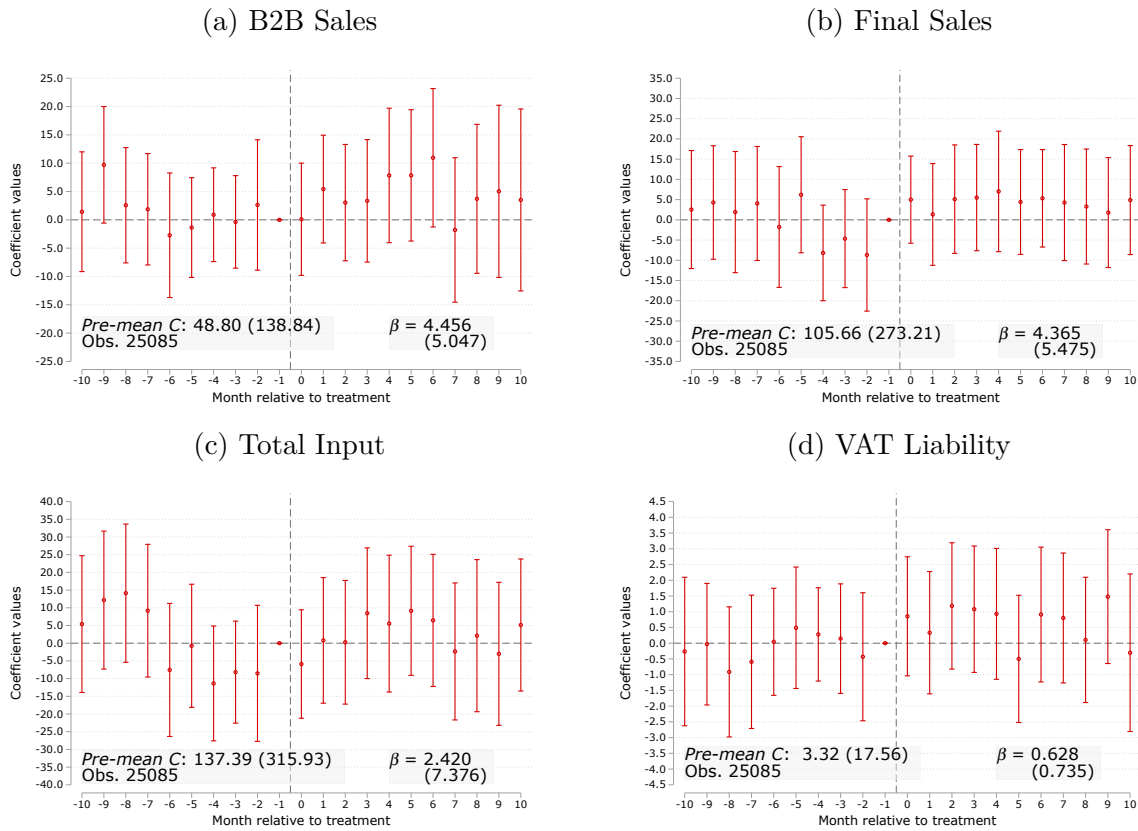 (a) B2B Sales
25.0
20.0
15.0
10.0
5.0
0.0
-5.0
-10.0
-15.0
-20.0
-25.0
Coefficient values
Pre-mean C: 48.80 (138.84)
Obs. 25085
β = 4.456
(5.047)
-10 -9 -8 -7 -6 -5 -4 -3 -2 -1 0 1 2 3 4 5 6 7 8 9 10
Month relative to treatment
(b) Final Sales
35.0
30.0
25.0
20.0
15.0
10.0
5.0
0.0
-5.0
-10.0
-15.0
-20.0
-25.0
-30.0
-35.0
Coefficient values
Pre-mean C: 105.66 (273.21)
Obs. 25085
β = 4.365
(5.475)
-10 -9 -8 -7 -6 -5 -4 -3 -2 -1 0 1 2 3 4 5 6 7 8 9 10
Month relative to treatment
(c) Total Input
40.0
35.0
30.0
25.0
20.0
15.0
10.0
5.0
0.0
-5.0
-10.0
-15.0
-20.0
-25.0
-30.0
-35.0
-40.0
Coefficient values
Pre-mean C: 137.39 (315.93)
Obs. 25085
β = 2.420
(7.376)
-10 -9 -8 -7 -6 -5 -4 -3 -2 -1 0 1 2 3 4 5 6 7 8 9 10
Month relative to treatment
(d) VAT Liability
4.5
4.0
3.5
3.0
2.5
2.0
1.5
1.0
0.5
0.0
-0.5
-1.0
-1.5
-2.0
-2.5
-3.0
-3.5
-4.0
-4.5
Coefficient values
Pre-mean C: 3.32 (17.56)
Obs. 25085
β = 0.628
(0.735)
-10 -9 -8 -7 -6 -5 -4 -3 -2 -1 0 1 2 3 4 5 6 7 8 9 10
Month relative to treatment